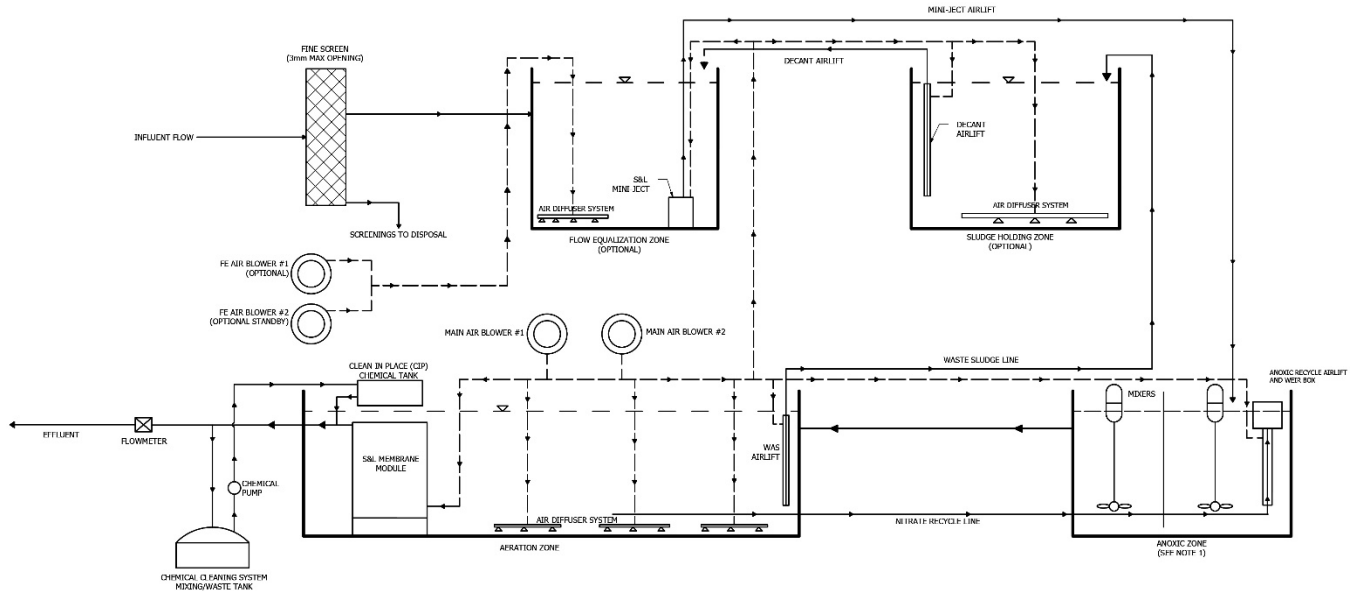 MINI-JECT AIRLIFT
FINE SCREEN
(3mm MAX OPENING)
DECANT AIRLIFT
INFLUENT FLOW
DECANT
AIRLIFT
S&L
MINI JECT
AIR DIFFUSER SYSTEM
AIR DIFFUSER SYSTEM
SCREENINGS TO DISPOSAL
FLOW EQUALIZATION ZONE
(OPTIONAL)
SLUDGE HOLDING ZONE
(OPTIONAL)
FE AIR BLOWER #1
(OPTIONAL)
FE AIR BLOWER #2
(OPTIONAL STANDBY)
MAIN AIR BLOWER #1
MAIN AIR BLOWER #2
WASTE SLUDGE LINE
CLEAN IN PLACE (CIP)
CHEMICAL TANK
ANOXIC RECYCLE AIRLIFT
AND WEIR BOX
MIXERS
EFFLUENT
FLOWMETER
S&L MEMBRANE
MODULE
WAS
AIRLIFT
CHEMICAL
PUMP
AIR DIFFUSER SYSTEM
NITRATE RECYCLE LINE
AERATION ZONE
ANOXIC ZONE
(SEE NOTE 1)
CHEMICAL CLEANING SYSTEM
MIXING/WASTE TANK